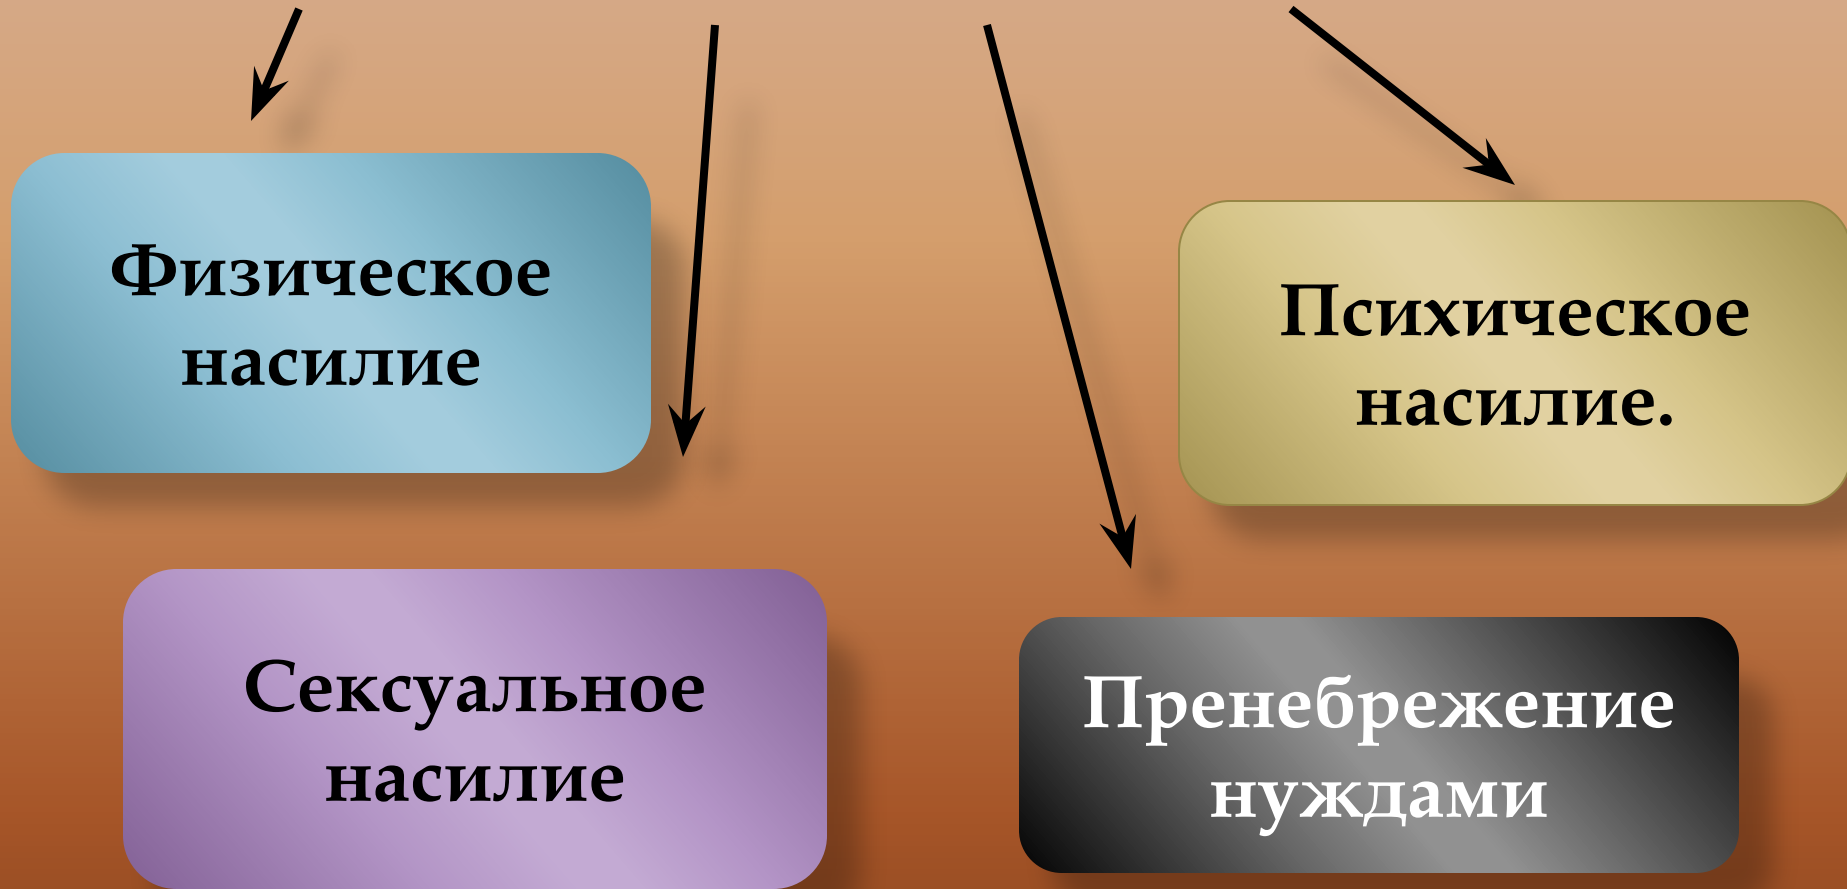 Физическое
насилие
Психическое
насилие.
Сексуальное
насилие
Пренебрежение
нуждами